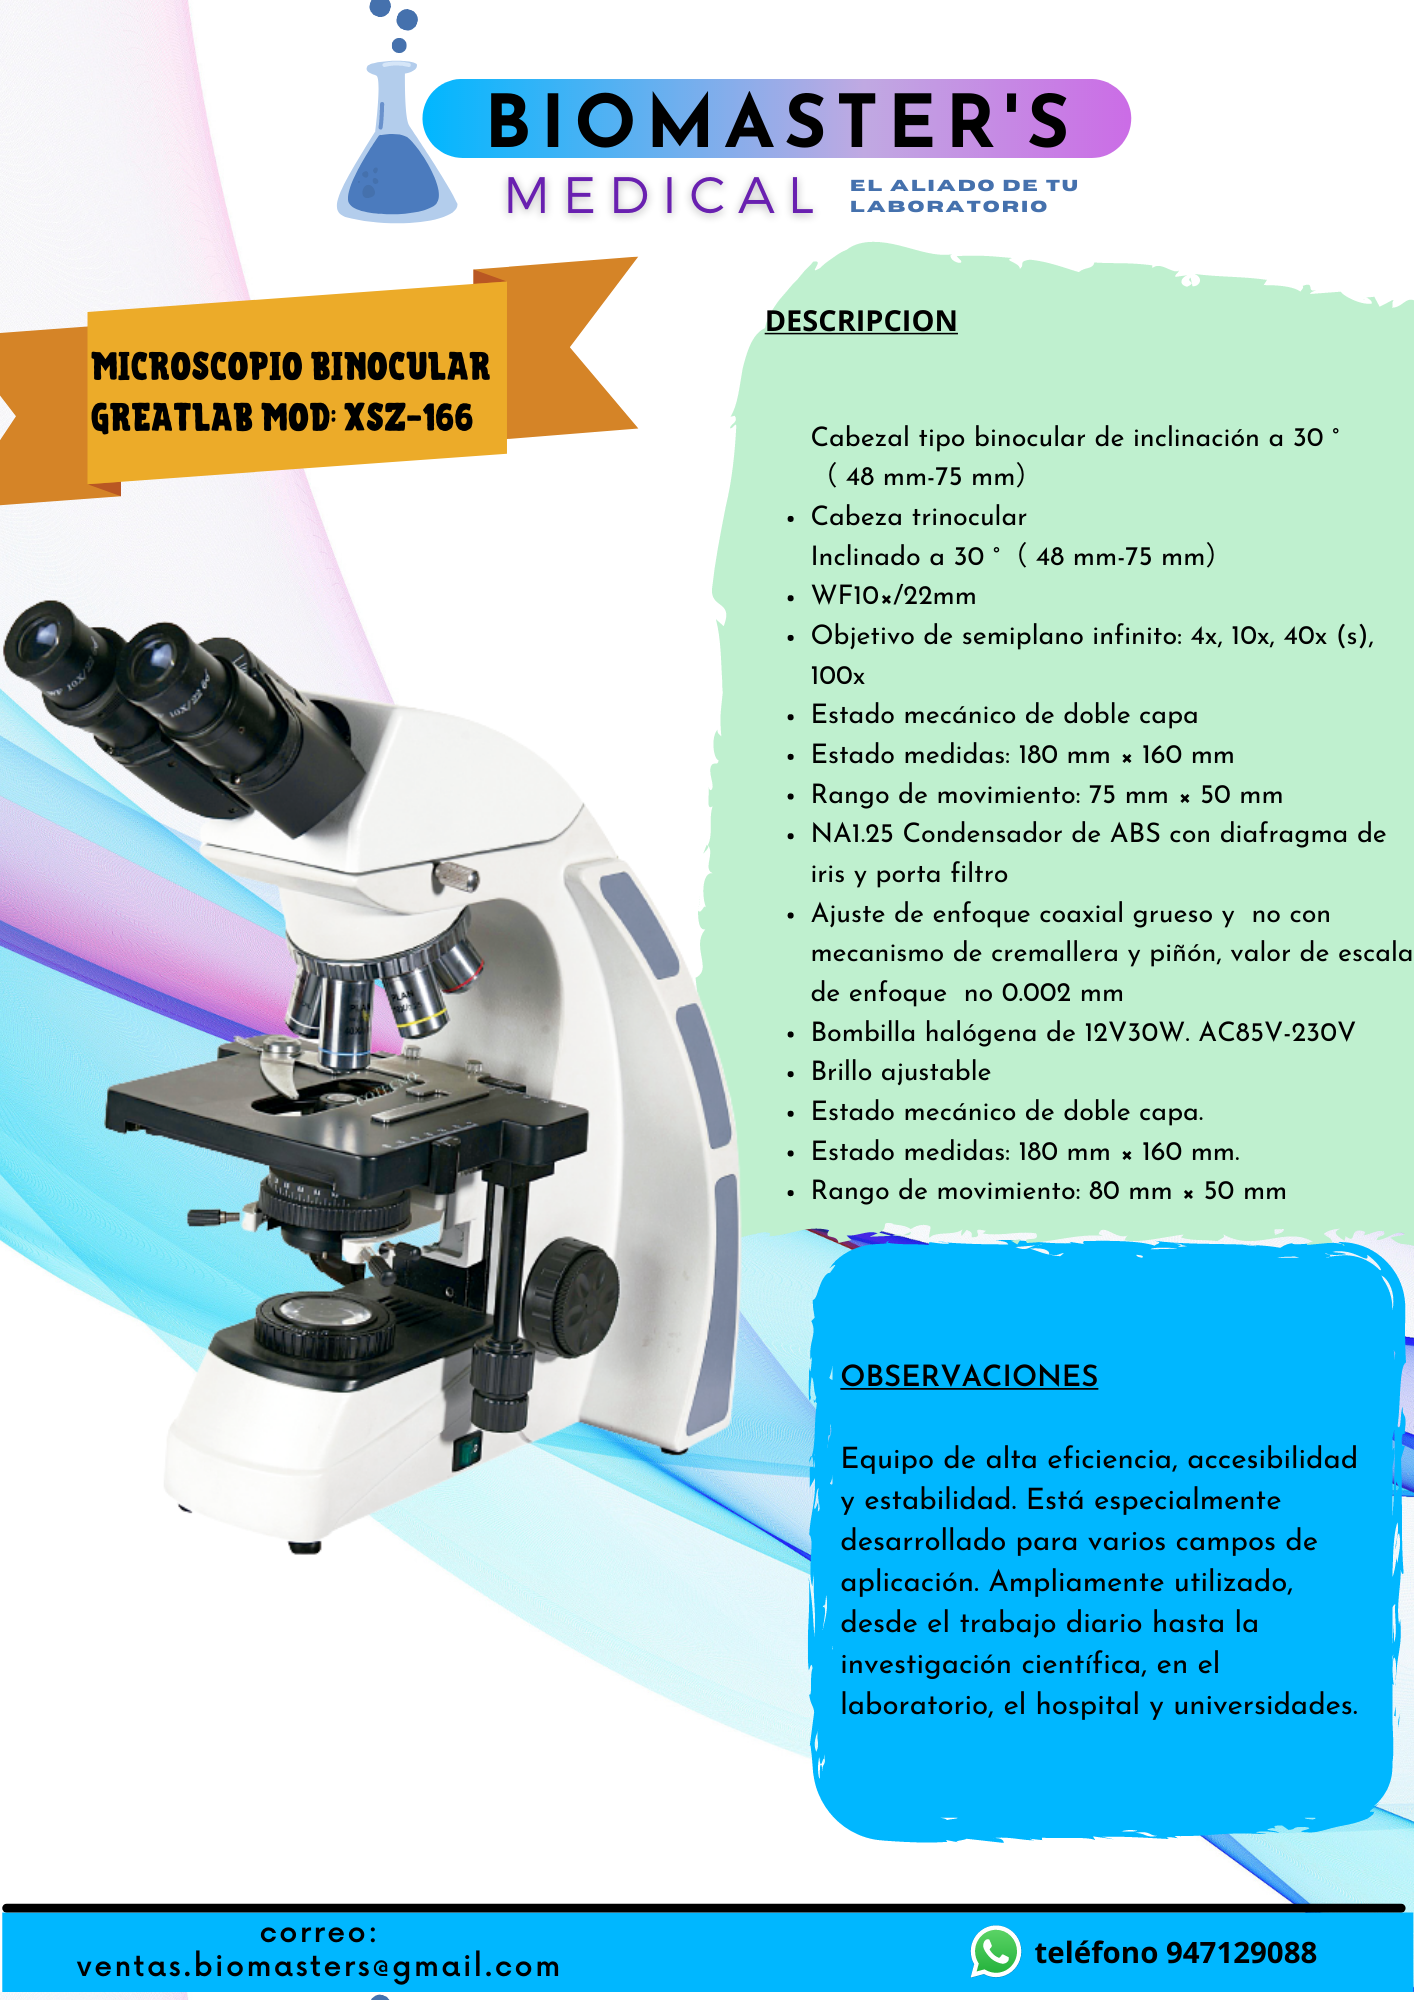 BIOMASTER'S
MEDICAL
EL ALIADO DE TU
LABORATORIO
MICROSCOPIO BINOCULAR
GREATLAB MOD: XSZ-166
DESCRIPCION
Cabezal tipo binocular de inclinación a 30 °
（ 48 mm-75 mm）
• Cabeza trinocular
Inclinado a 30 °（ 48 mm-75 mm）
• WF10×/22mm
• Objetivo de semiplano infinito: 4x, 10x, 40x (s),
100x
• Estado mecánico de doble capa
• Estado medidas: 180 mm × 160 mm
• Rango de movimiento: 75 mm × 50 mm
• NA1.25 Condensador de ABS con diafragma de
iris y porta filtro
• Ajuste de enfoque coaxial grueso y  no con
mecanismo de cremallera y piñón, valor de escala
de enfoque  no 0.002 mm
• Bombilla halógena de 12V30W. AC85V-230V
• Brillo ajustable
• Estado mecánico de doble capa.
• Estado medidas: 180 mm × 160 mm.
• Rango de movimiento: 80 mm × 50 mm
WF 10X/22
10X/22
PLAN
PLAN
OBSERVACIONES
Equipo de alta eficiencia, accesibilidad
y estabilidad. Está especialmente
desarrollado para varios campos de
aplicación. Ampliamente utilizado,
desde el trabajo diario hasta la
investigación científica, en el
laboratorio, el hospital y universidades.
correo:
ventas.biomasters@gmail.com
teléfono 947129088